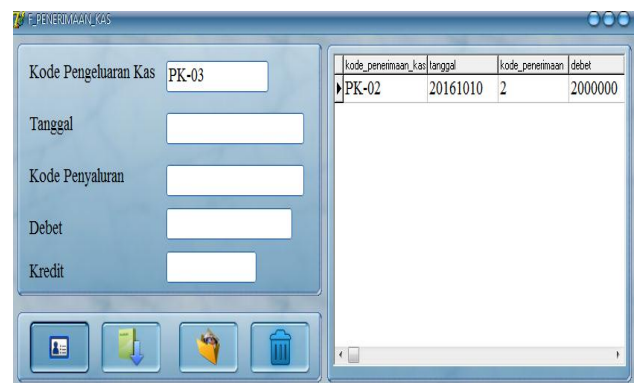 F_PENERIMAAN_KAS
Kode Pengeluaran Kas PK-03
Tanggal
Kode Penyaluran
Debet
Kredit
kode_penerimaan_kas tanggal kode_penerimaan debet
PK-02 20161010 2 2000000